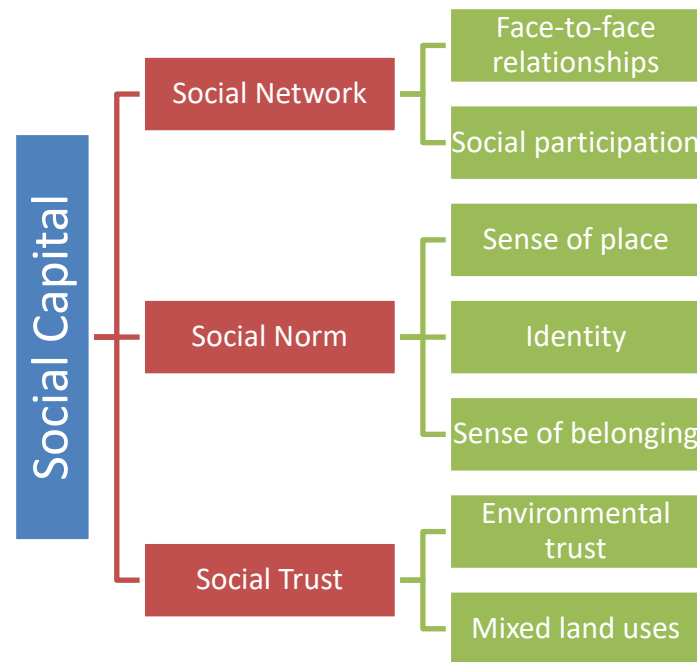 Social Capital
Social Network
Face-to-face
relationships
Social participation
Social Norm
Sense of place
Identity
Sense of belonging
Social Trust
Environmental
trust
Mixed land uses